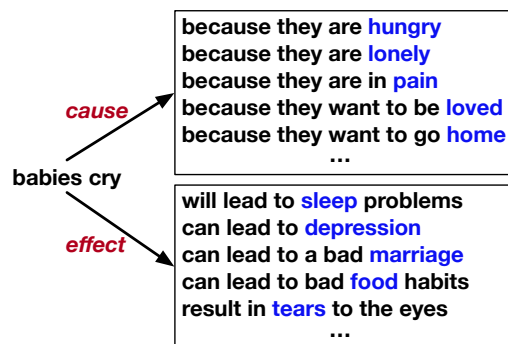 because they are hungry
because they are lonely
because they are in pain
because they want to be loved
because they want to go home
...
cause
babies cry
effect
will lead to sleep problems
can lead to depression
can lead to a bad marriage
can lead to bad food habits
result in tears to the eyes
...